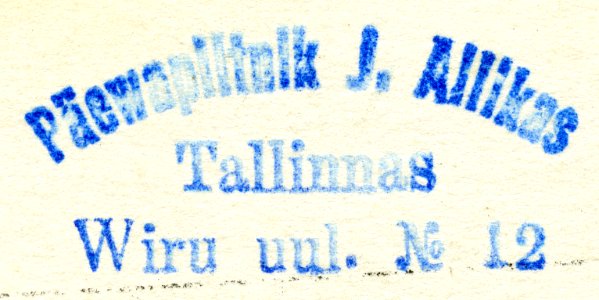 Päewapiltnik J. Allikas
Tallinnas
Wiru uul. № 12